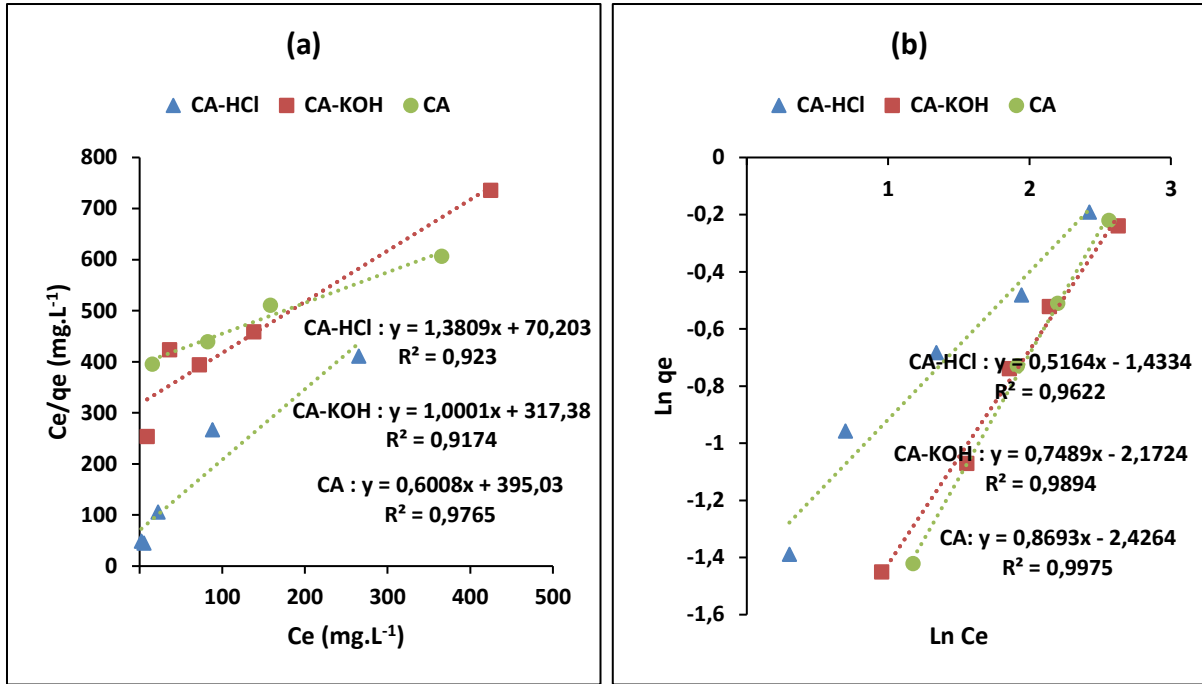 (a)
CA-HCl CA-KOH CA
800
700
600
500
400
300
200
100
0
100 200 300 400 500
Ce/qe (mg.L-1)
Ce (mg.L-1)
CA-HCl : y = 1,3809x + 70,203
R² = 0,923
CA-KOH : y = 1,0001x + 317,38
R² = 0,9174
CA : y = 0,6008x + 395,03
R² = 0,9765
(b)
CA-HCl CA-KOH CA
0
1 2 3
-0,2
-0,4
-0,6
-0,8
-1
-1,2
-1,4
-1,6
Ln qe
Ln Ce
CA-HCl : y = 0,5164x - 1,4334
R² = 0,9622
CA-KOH : y = 0,7489x - 2,1724
R² = 0,9894
CA: y = 0,8693x - 2,4264
R² = 0,9975